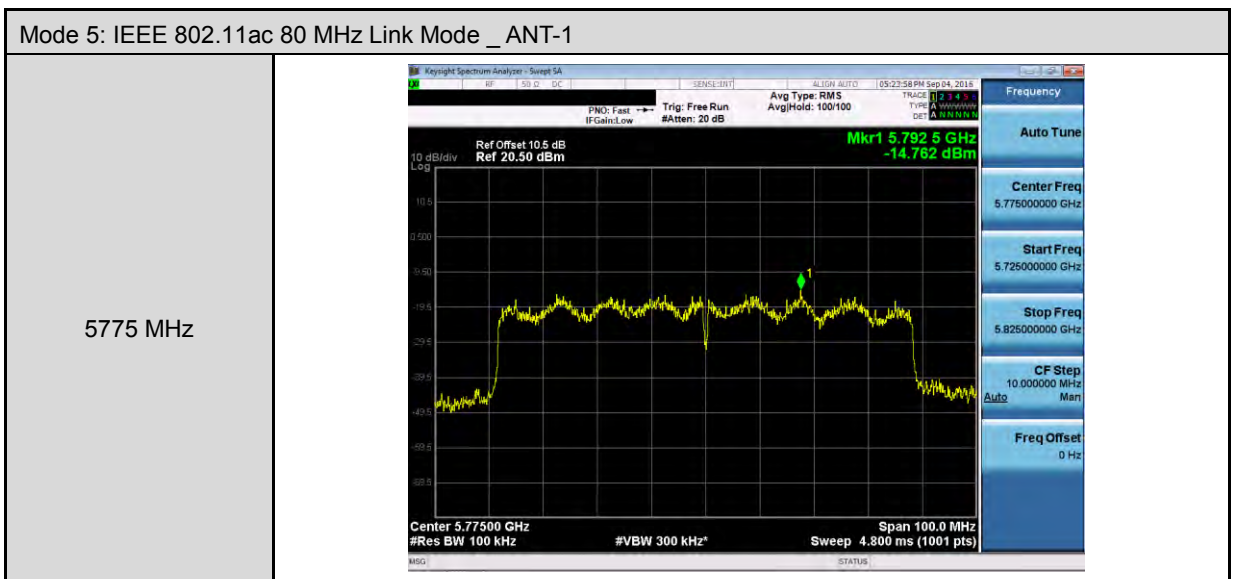 Mode 5: IEEE 802.11ac 80 MHz Link Mode _ ANT-1
5775 MHz
Keysight Spectrum Analyzer - Swept SA
RF 50 Ω DC SENSE:INT ALIGN AUTO 05:23:58 PM Sep 04, 2016
PNO: Fast Trig: Free Run Avg Type: RMS TRACE 1 2 3 4 5 6
IFGain:Low #Atten: 20 dB Avg|Hold: 100/100 TYPE A WWWWW
DET A N N N N N
Mkr1 5.792 5 GHz
-14.762 dBm
Ref Offset 10.5 dB
10 dB/div Ref 20.50 dBm
Log
10.5
0.500
-9.50
-19.5
-29.5
-39.5
-49.5
-59.5
-69.5
1
Center 5.77500 GHz Span 100.0 MHz
#Res BW 100 kHz #VBW 300 kHz* Sweep 4.800 ms (1001 pts)
MSG STATUS
Frequency
Auto Tune
Center Freq
5.775000000 GHz
Start Freq
5.725000000 GHz
Stop Freq
5.825000000 GHz
CF Step
10.000000 MHz
Auto Man
Freq Offset
0 Hz